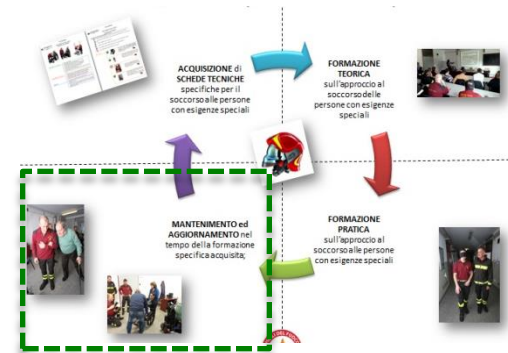 ACQUISIZIONE di
SCHEDE TECNICHE
specifiche per il
soccorso alle persone
con esigenze speciali
FORMAZIONE
TEORICA
sull'approccio al
soccorso delle
persone con esigenze
speciali
MANTENIMENTO ed
AGGIORNAMENTO nel
tempo della formazione
specifica acquisita;
FORMAZIONE
PRATICA
sull'approccio al
soccorso alle persone
con esigenze speciali